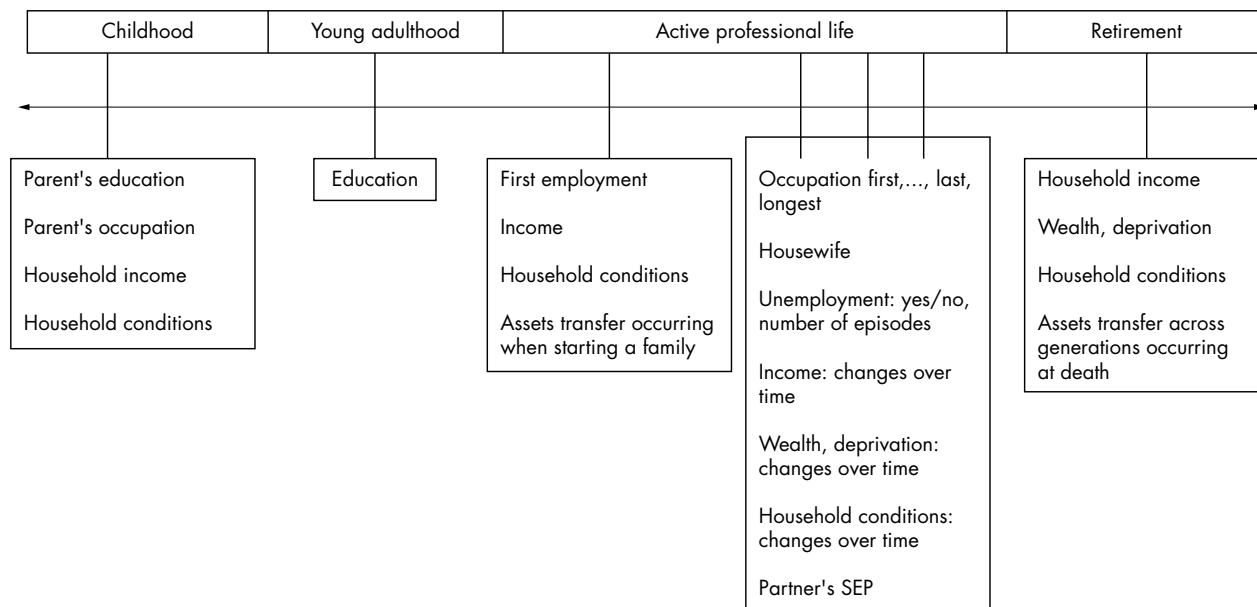 Childhood
Young adulthood
Active professional life
Retirement
Parent's education
Parent's occupation
Household income
Household conditions
Education
First employment
Income
Household conditions
Assets transfer occurring
when starting a family
Occupation first,..., last,
longest
Housewife
Unemployment: yes/no,
number of episodes
Income: changes over
time
Wealth, deprivation:
changes over time
Household conditions:
changes over time
Partner's SEP
Household income
Wealth, deprivation
Household conditions
Assets transfer across
generations occurring
at death